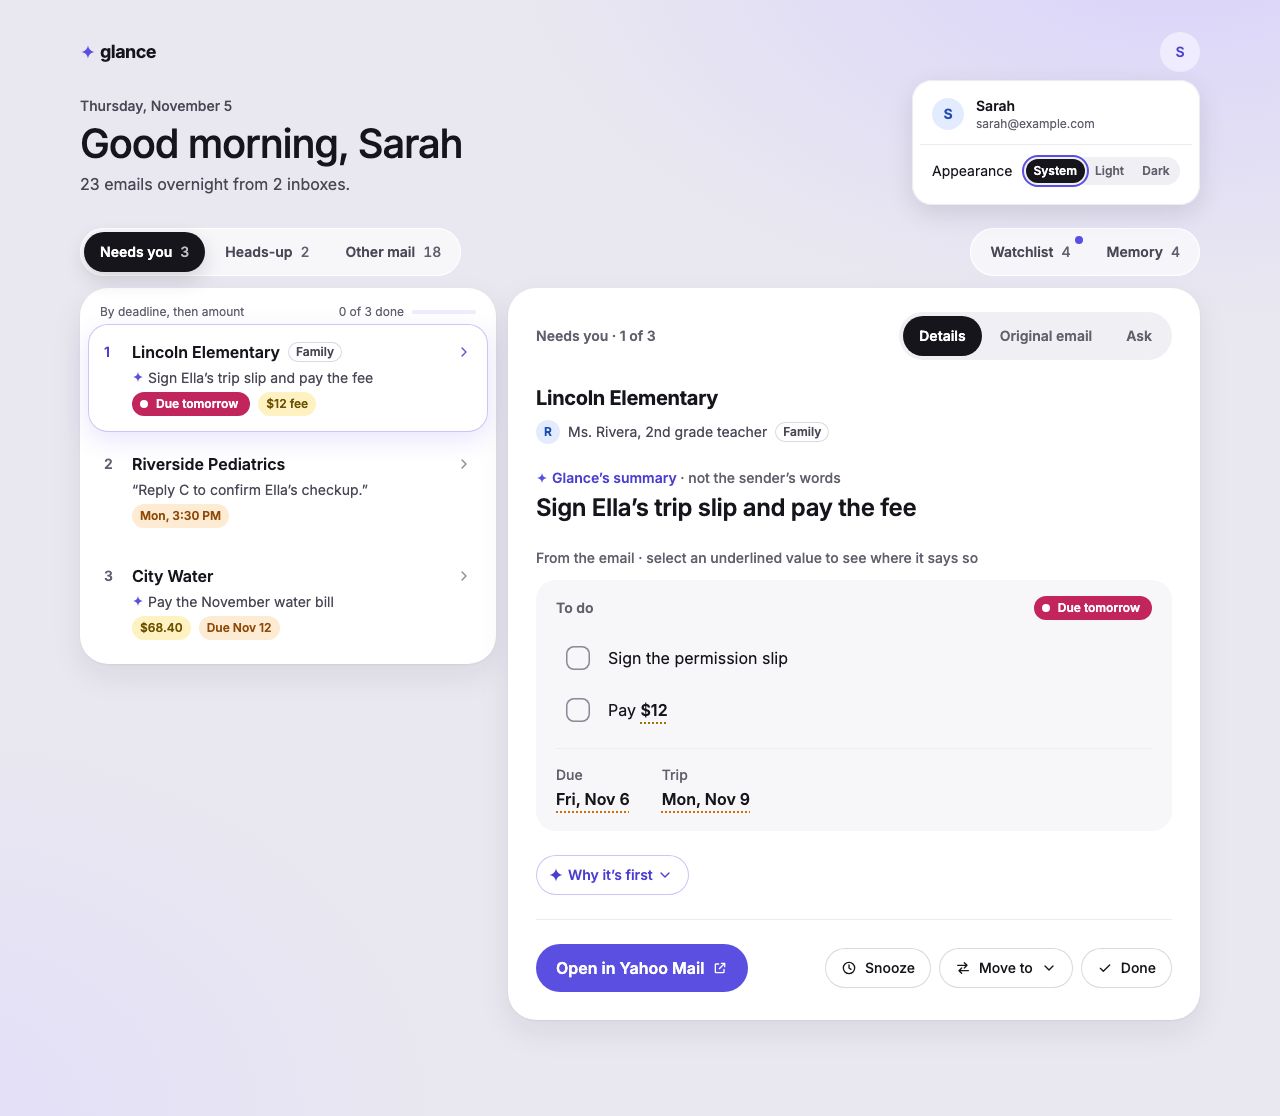 glance
S
Thursday, November 5
Good morning, Sarah
23 emails overnight from 2 inboxes.
S
Sarah
sarah@example.com
Appearance System Light Dark
Needs you 3 Heads-up 2 Other mail 18
Watchlist 4 Memory 4
By deadline, then amount 0 of 3 done
1 Lincoln Elementary Family
Sign Ella’s trip slip and pay the fee
Due tomorrow $12 fee
2 Riverside Pediatrics
“Reply C to confirm Ella’s checkup.”
Mon, 3:30 PM
3 City Water
Pay the November water bill
$68.40 Due Nov 12
Needs you · 1 of 3
Details Original email Ask
Lincoln Elementary
R Ms. Rivera, 2nd grade teacher Family
Glance’s summary · not the sender’s words
Sign Ella’s trip slip and pay the fee
From the email · select an underlined value to see where it says so
To do Due tomorrow
Sign the permission slip
Pay $12
Due Trip
Fri, Nov 6 Mon, Nov 9
Why it’s first
Open in Yahoo Mail Snooze Move to Done